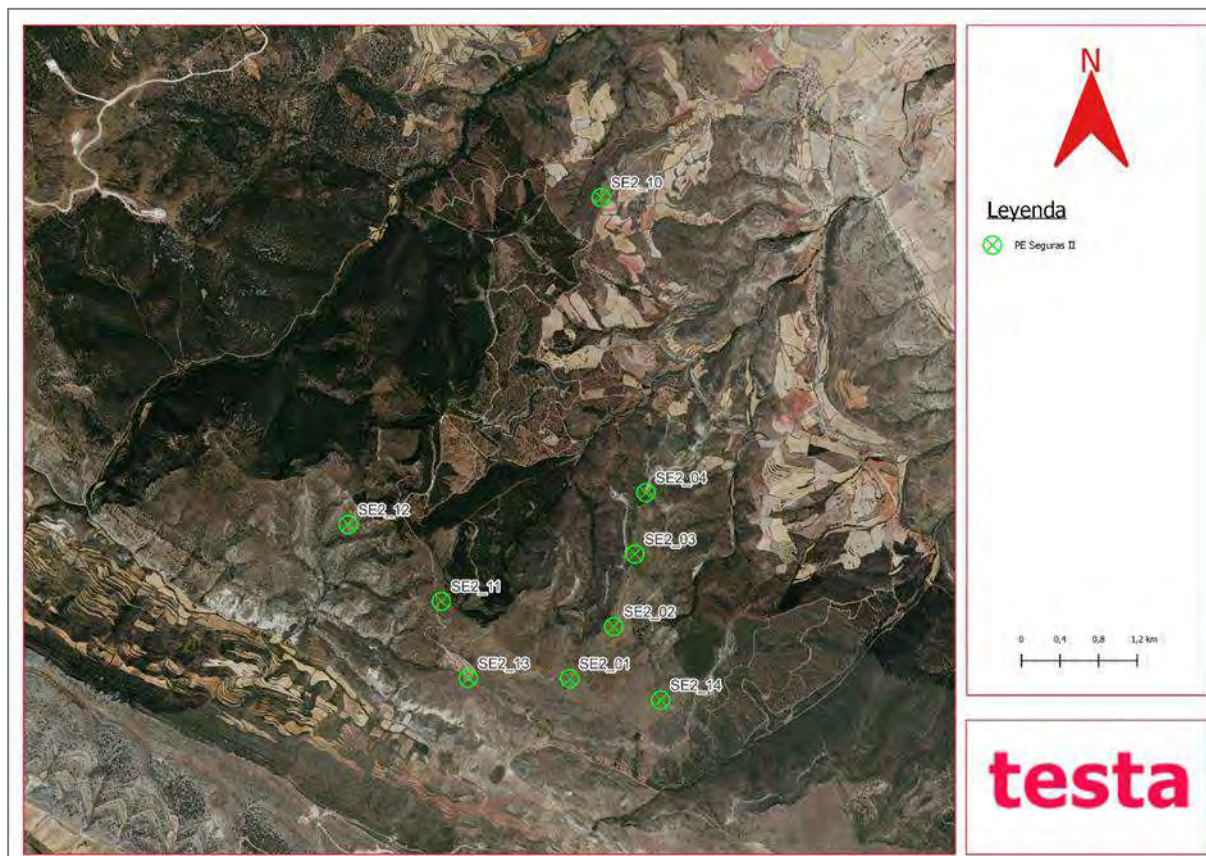 N
SE2_10
Leyenda
PE Seguras II
SE2_04
SE2_12
SE2_03
SE2_11
SE2_02
0 0,4 0,8 1,2 km
SE2_13
SE2_01
SE2_14
testa